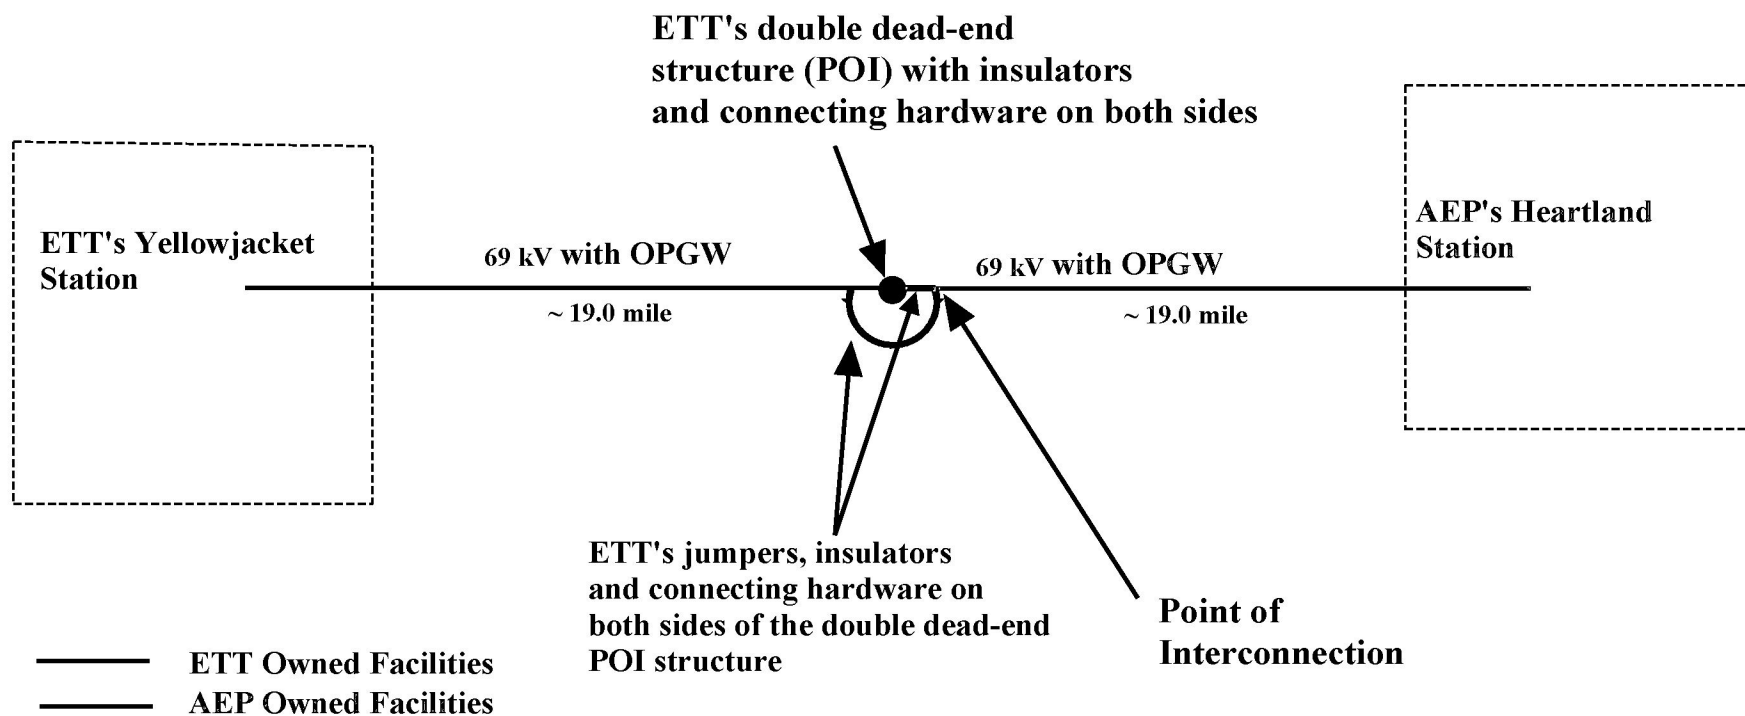 ETT's double dead-end
structure (POI) with insulators
and connecting hardware on both sides
ETT's Yellowjacket
Station
69 kV with OPGW
~ 19.0 mile
69 kV with OPGW
~ 19.0 mile
AEP's Heartland
Station
ETT's jumpers, insulators
and connecting hardware on
both sides of the double dead-end
POI structure
Point of
Interconnection
ETT Owned Facilities
AEP Owned Facilities